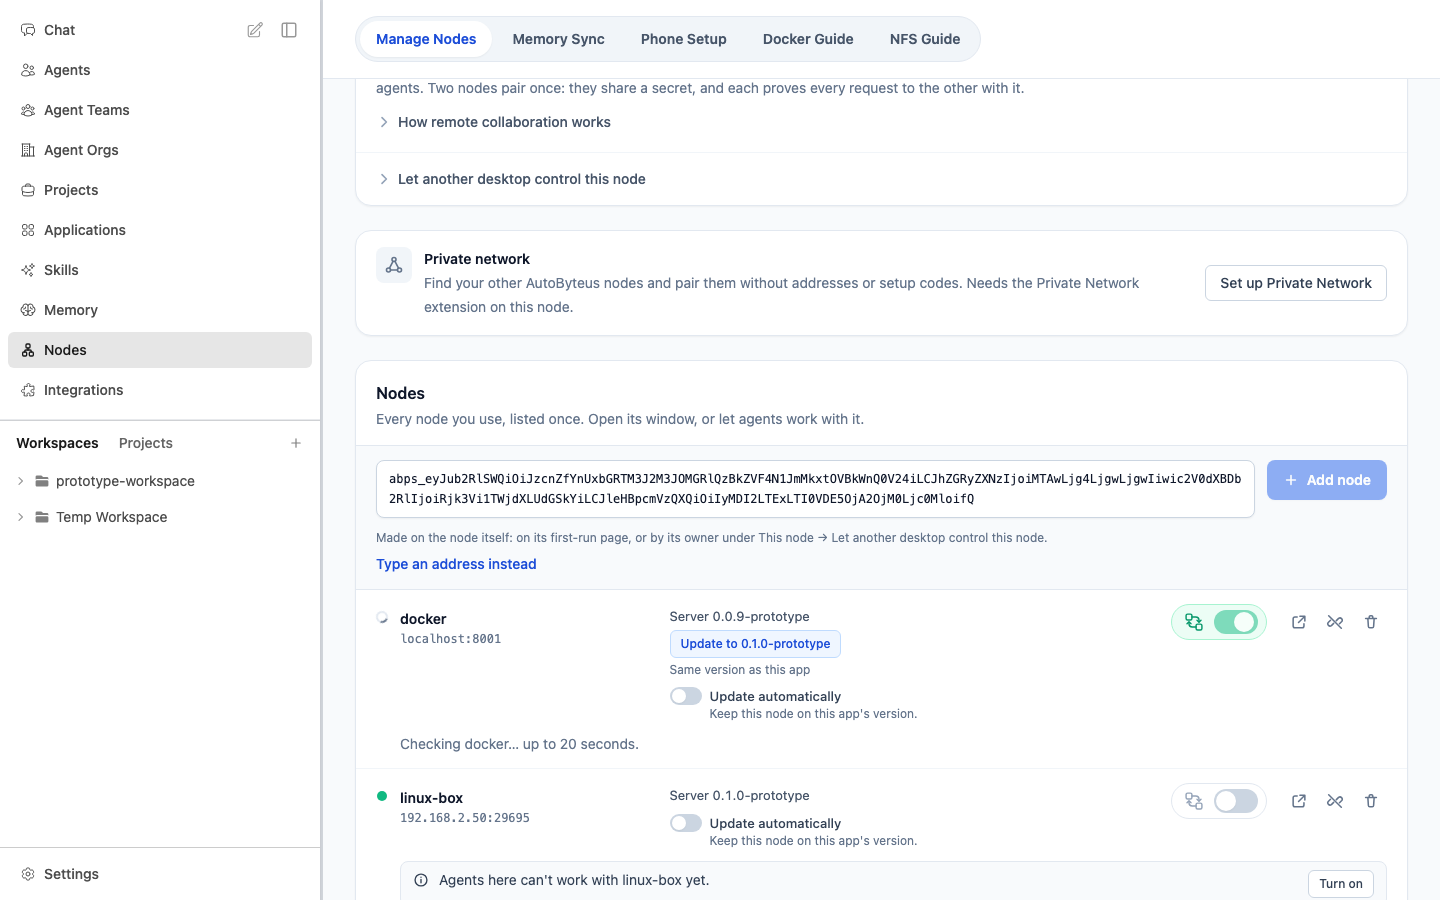 Chat
Agents
Agent Teams
Agent Orgs
Projects
Applications
Skills
Memory
Nodes
Integrations
Workspaces Projects
prototype-workspace
Temp Workspace
Settings
Manage Nodes Memory Sync Phone Setup Docker Guide NFS Guide
agents. Two nodes pair once: they share a secret, and each proves every request to the other with it.
How remote collaboration works
Let another desktop control this node
Private network
Find your other AutoByteus nodes and pair them without addresses or setup codes. Needs the Private Network
extension on this node.
Set up Private Network
Nodes
Every node you use, listed once. Open its window, or let agents work with it.
abps_eyJub2RlSWQiOiJzcnZfYnUxbGRTM3J2M3JOMGRlQzBkZVF4N1JmMkxtOVBkWnQ0V24iLCJhZGRyZXNzIjoiMTAwLjg4LjgwLjgwIiwic2V0dXBDb
2RlIjoiRjk3Vi1TWjdXLUdGSkYiLCJleHBpcmVzQXQiOiIyMDI2LTExLTI0VDE5OjA2OjM0Ljc0MloifQ
Add node
Made on the node itself: on its first-run page, or by its owner under This node → Let another desktop control this node.
Type an address instead
docker
localhost:8001
Server 0.0.9-prototype
Update to 0.1.0-prototype
Same version as this app
Update automatically
Keep this node on this app's version.
Checking docker... up to 20 seconds.
linux-box
192.168.2.50:29695
Server 0.1.0-prototype
Update automatically
Keep this node on this app's version.
Agents here can't work with linux-box yet.
Turn on